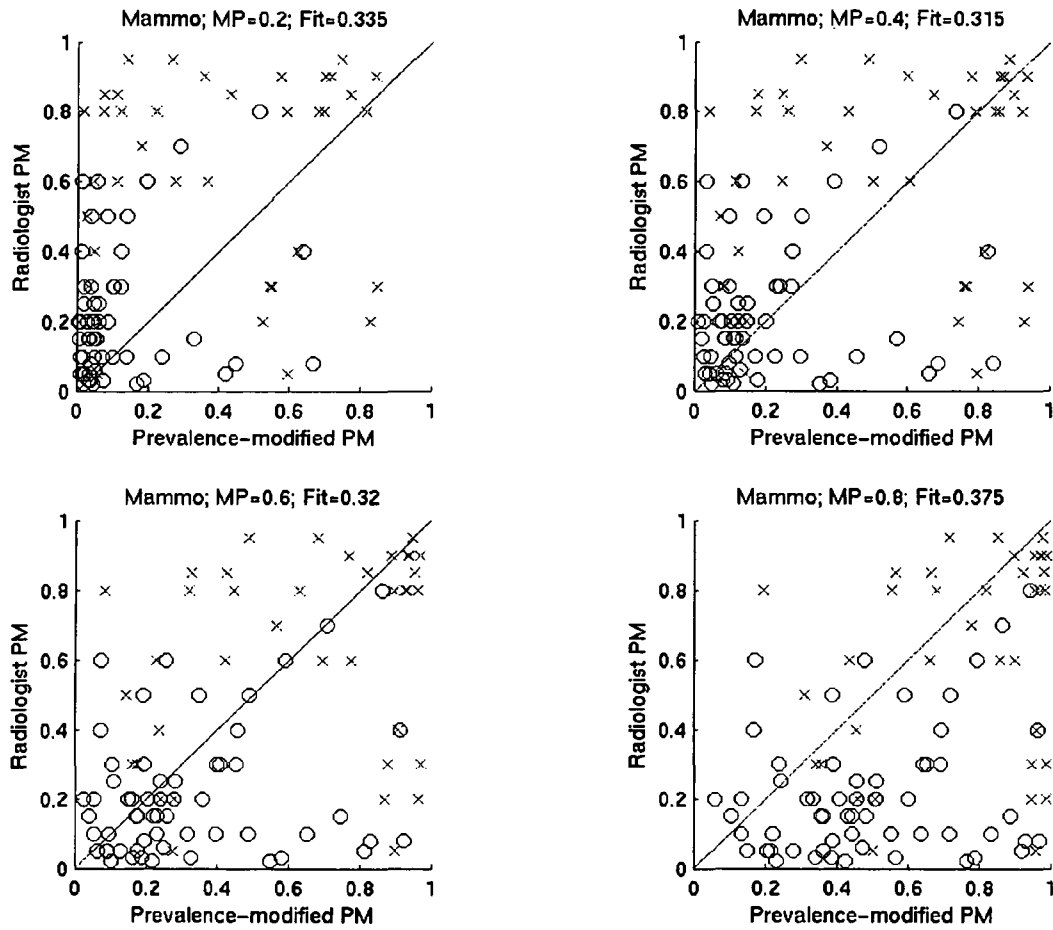 Mammo; MP=0.2; Fit=0.335
1
0.8
0.6
0.4
0.2
0
Radiologist PM
0 0.2 0.4 0.6 0.8 1
Prevalence-modified PM
Mammo; MP=0.4; Fit=0.315
1
0.8
0.6
0.4
0.2
0
Radiologist PM
0 0.2 0.4 0.6 0.8 1
Prevalence-modified PM
Mammo; MP=0.6; Fit=0.32
1
0.8
0.6
0.4
0.2
0
Radiologist PM
0 0.2 0.4 0.6 0.8 1
Prevalence-modified PM
Mammo; MP=0.8; Fit=0.375
1
0.8
0.6
0.4
0.2
0
Radiologist PM
0 0.2 0.4 0.6 0.8 1
Prevalence-modified PM